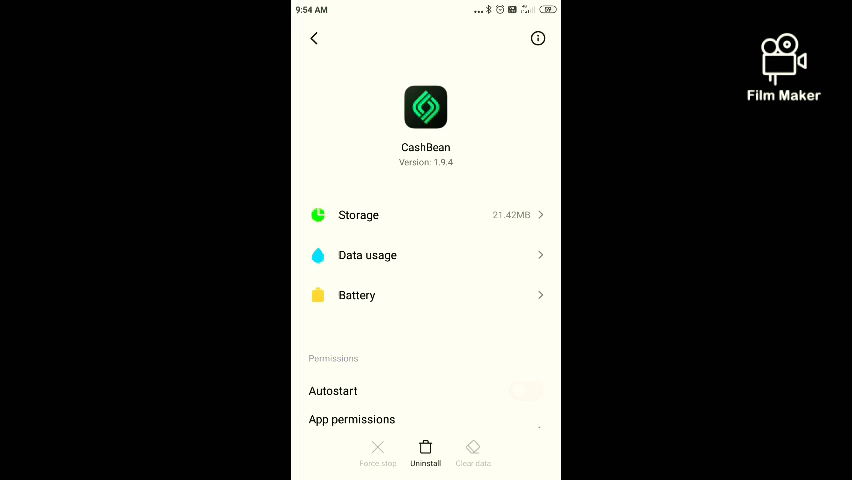 9:54 AM
Film Maker
CashBean
Version: 1.9.4
Storage 21.42MB
Data usage
Battery
Permissions
Autostart
App permissions
Force stop Uninstall Clear data